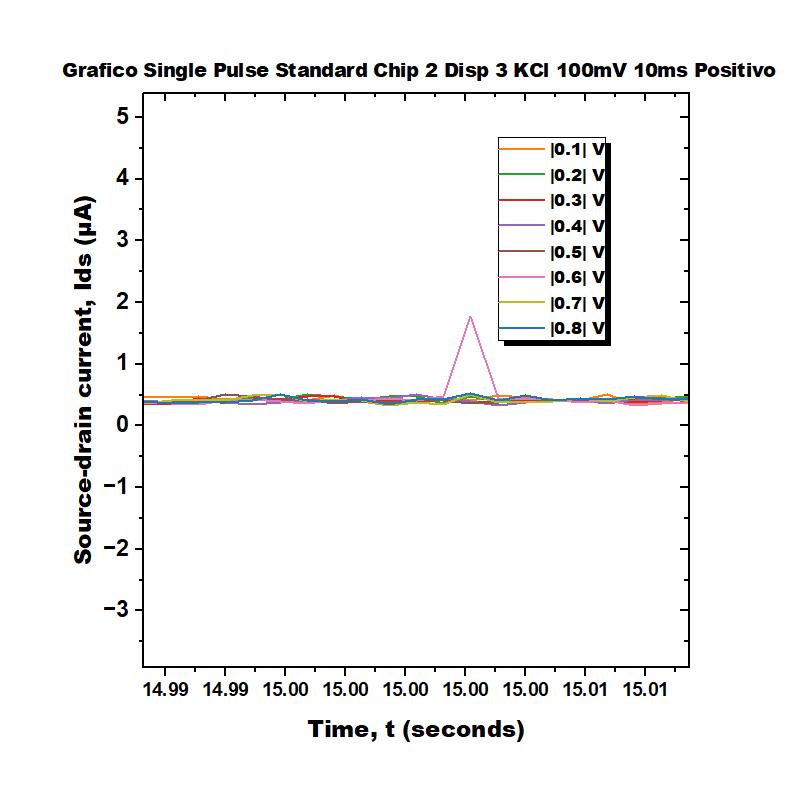 Grafico Single Pulse Standard Chip 2 Disp 3 KCl 100mV 10ms Positivo
5
4
3
2
1
0
−1
−2
−3
Source-drain current, Ids (µA)
|0.1| V
|0.2| V
|0.3| V
|0.4| V
|0.5| V
|0.6| V
|0.7| V
|0.8| V
14.99 14.99 15.00 15.00 15.00 15.00 15.00 15.01 15.01
Time, t (seconds)